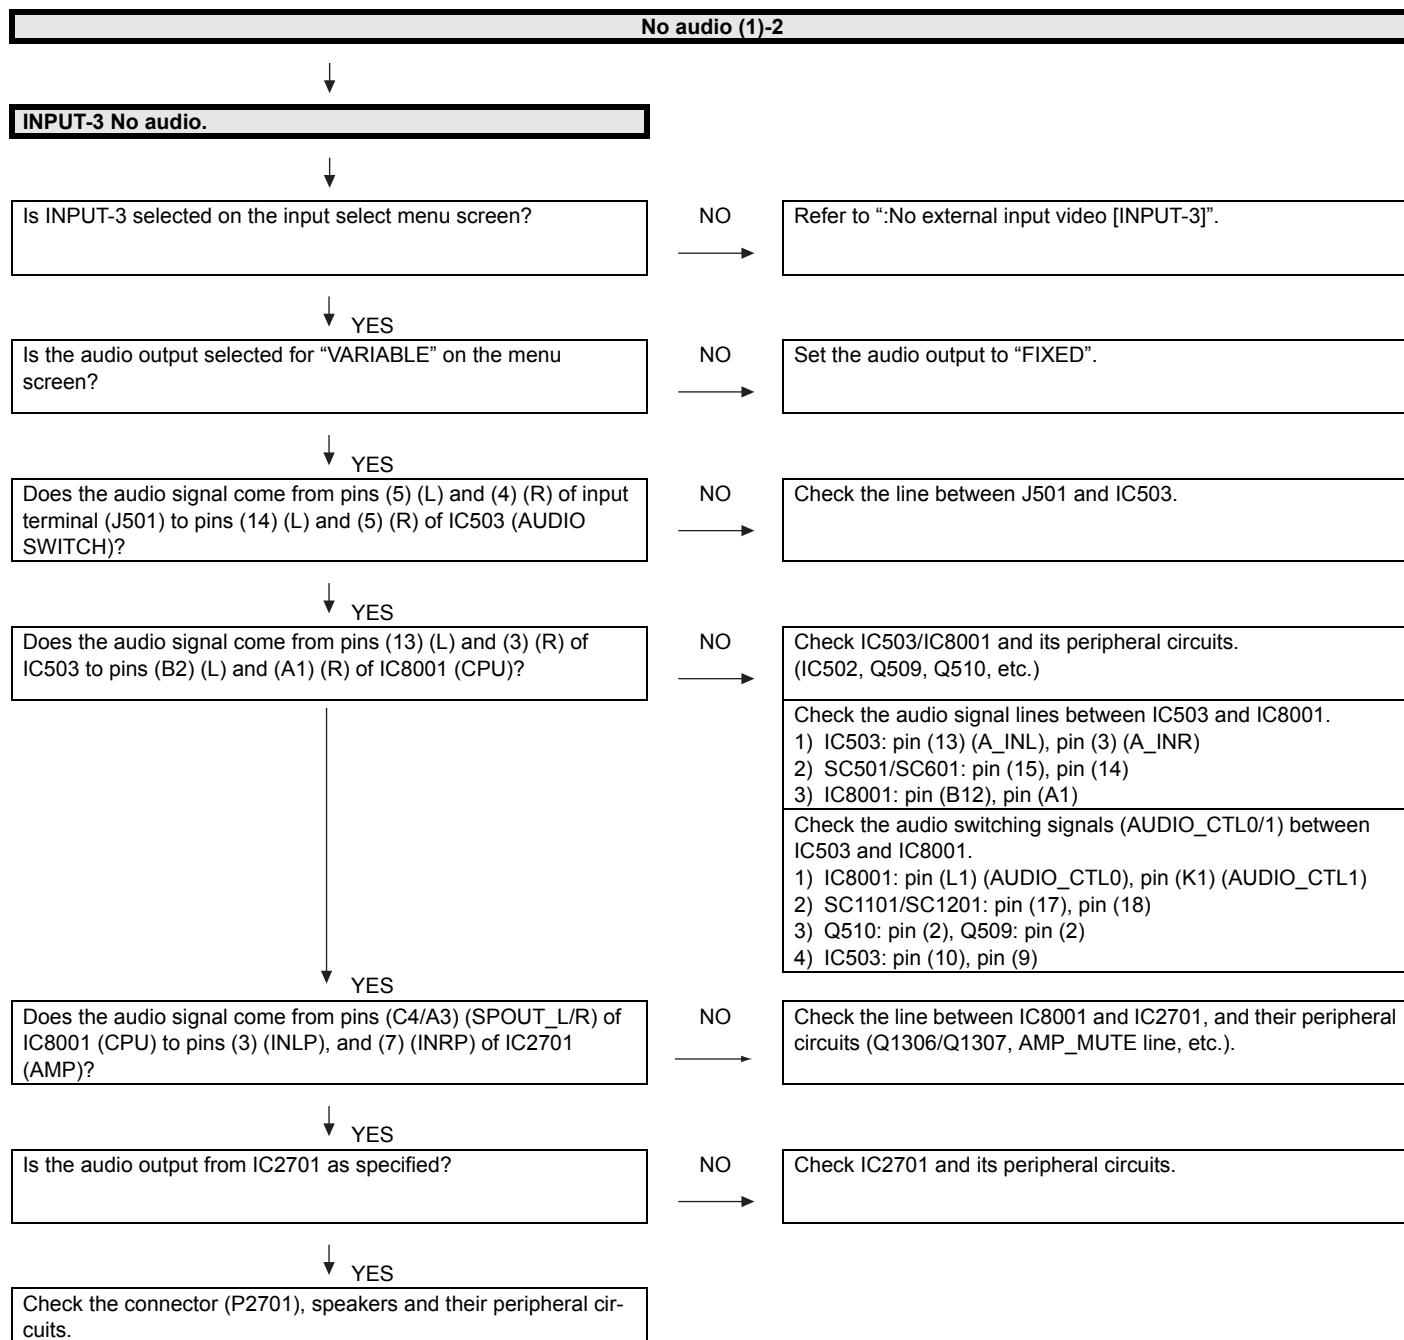 No audio (1)-2
INPUT-3 No audio.
Is INPUT-3 selected on the input select menu screen?
NO
Refer to “:No external input video [INPUT-3]”.
YES
Is the audio output selected for “VARIABLE” on the menu
screen?
NO
Set the audio output to “FIXED”.
YES
Does the audio signal come from pins (5) (L) and (4) (R) of input
terminal (J501) to pins (14) (L) and (5) (R) of IC503 (AUDIO
SWITCH)?
NO
Check the line between J501 and IC503.
YES
Does the audio signal come from pins (13) (L) and (3) (R) of
IC503 to pins (B2) (L) and (A1) (R) of IC8001 (CPU)?
NO
Check IC503/IC8001 and its peripheral circuits.
(IC502, Q509, Q510, etc.)
Check the audio signal lines between IC503 and IC8001.
1) IC503: pin (13) (A_INL), pin (3) (A_INR)
2) SC501/SC601: pin (15), pin (14)
3) IC8001: pin (B12), pin (A1)
Check the audio switching signals (AUDIO_CTL0/1) between
IC503 and IC8001.
1) IC8001: pin (L1) (AUDIO_CTL0), pin (K1) (AUDIO_CTL1)
2) SC1101/SC1201: pin (17), pin (18)
3) Q510: pin (2), Q509: pin (2)
4) IC503: pin (10), pin (9)
YES
Does the audio signal come from pins (C4/A3) (SPOUT_L/R) of
IC8001 (CPU) to pins (3) (INLP), and (7) (INRP) of IC2701
(AMP)?
NO
Check the line between IC8001 and IC2701, and their peripheral
circuits (Q1306/Q1307, AMP_MUTE line, etc.).
YES
Is the audio output from IC2701 as specified?
NO
Check IC2701 and its peripheral circuits.
YES
Check the connector (P2701), speakers and their peripheral cir-
cuits.